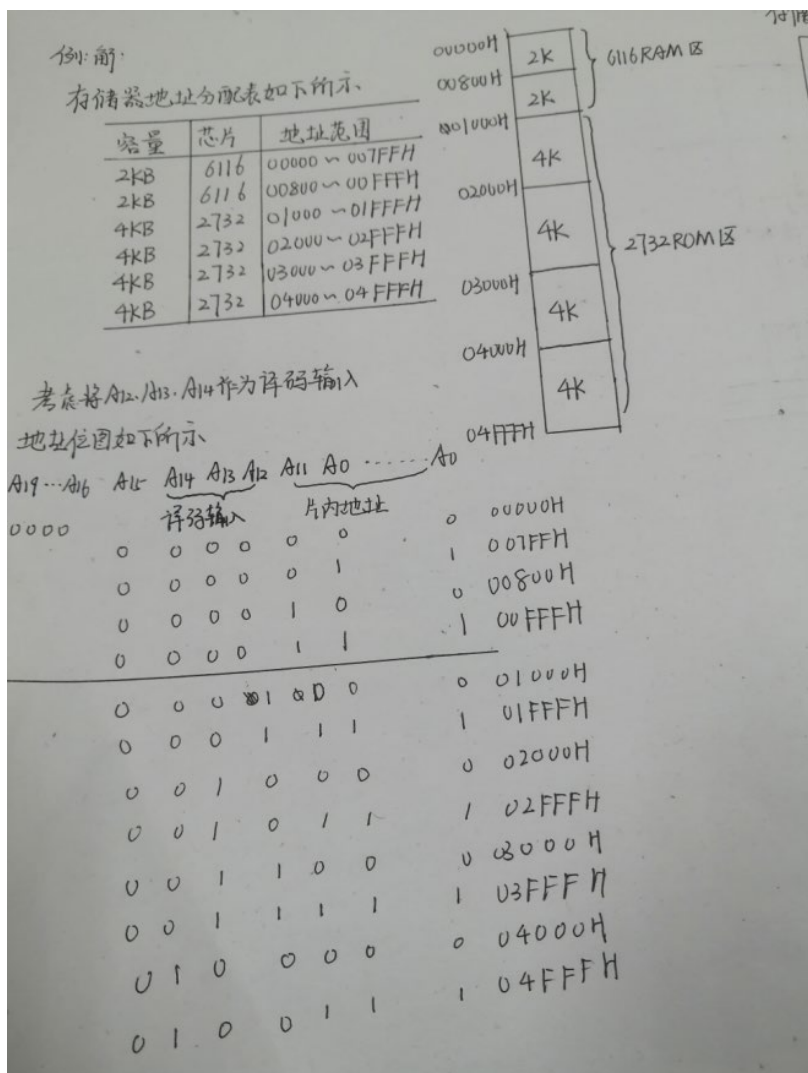 例:解:
存储器地址分配表如下所示、
容量 芯片 地址范围
2KB 6116 00000~007FFH
2KB 6116 00800~00FFFH
4KB 2732 01000~01FFFH
4KB 2732 02000~02FFFH
4KB 2732 03000~03FFFH
4KB 2732 04000~04FFFH
00000H 2K
00800H 2K
6116RAM区
01000H 4K
02000H 4K
2732ROM区
03000H 4K
04000H 4K
04FFFH
考虑将A12、A13、A14作为译码输入
地址位图如下所示、
A19…A16 A15 A14 A13 A12 A11 A0 …… A0
译码输入 片内地址
0000
0 0 0 0 0 0 0 00000H
0 0 0 0 0 1 1 007FFH
0 0 0 0 1 0 0 00800H
0 0 0 0 1 1 1 00FFFH
0 0 0 1 0 0 0 01000H
0 0 0 1 1 1 1 01FFFH
0 0 1 0 0 0 0 02000H
0 0 1 0 1 1 1 02FFFH
0 0 1 1 0 0 0 03000H
0 0 1 1 1 1 1 03FFFH
0 1 0 0 0 0 0 04000H
0 1 0 0 1 1 1 04FFFH